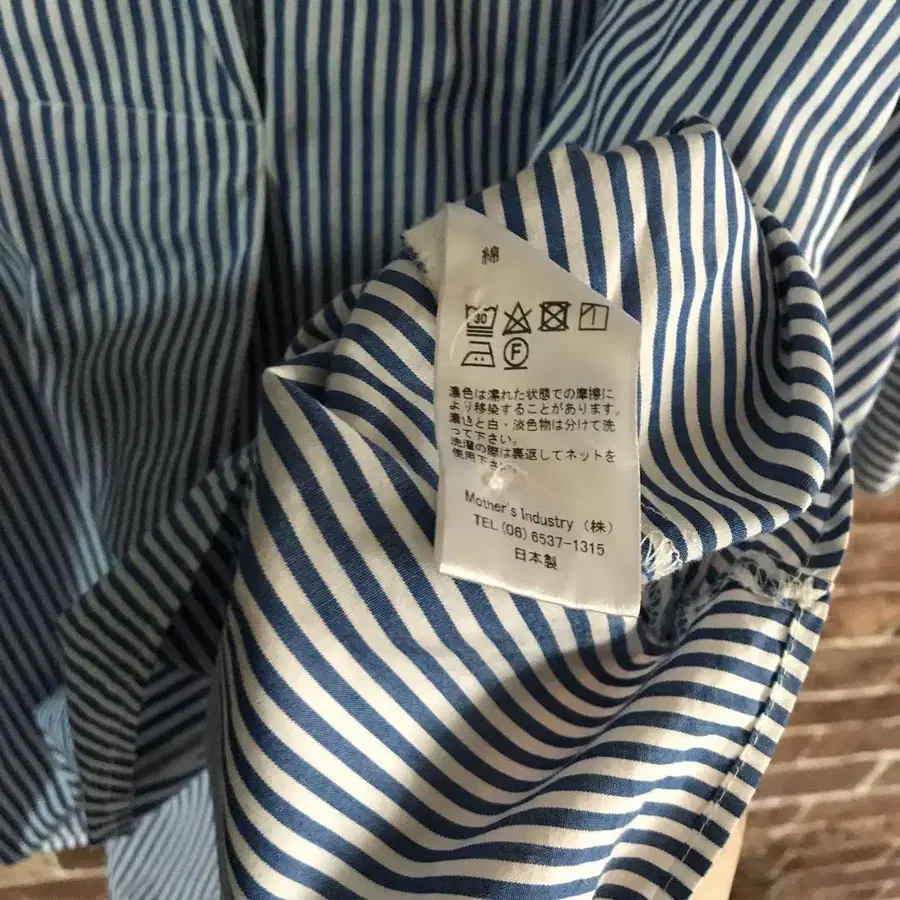 綿
30
F
濃色は濡れた状態での摩擦に
より移染することがあります。
濃色と白・淡色物は分けて洗
って下さい。
洗濯の際は裏返してネットを
使用下さい。
Mother's Industry (株)
TEL (06) 6537-1315
日本製